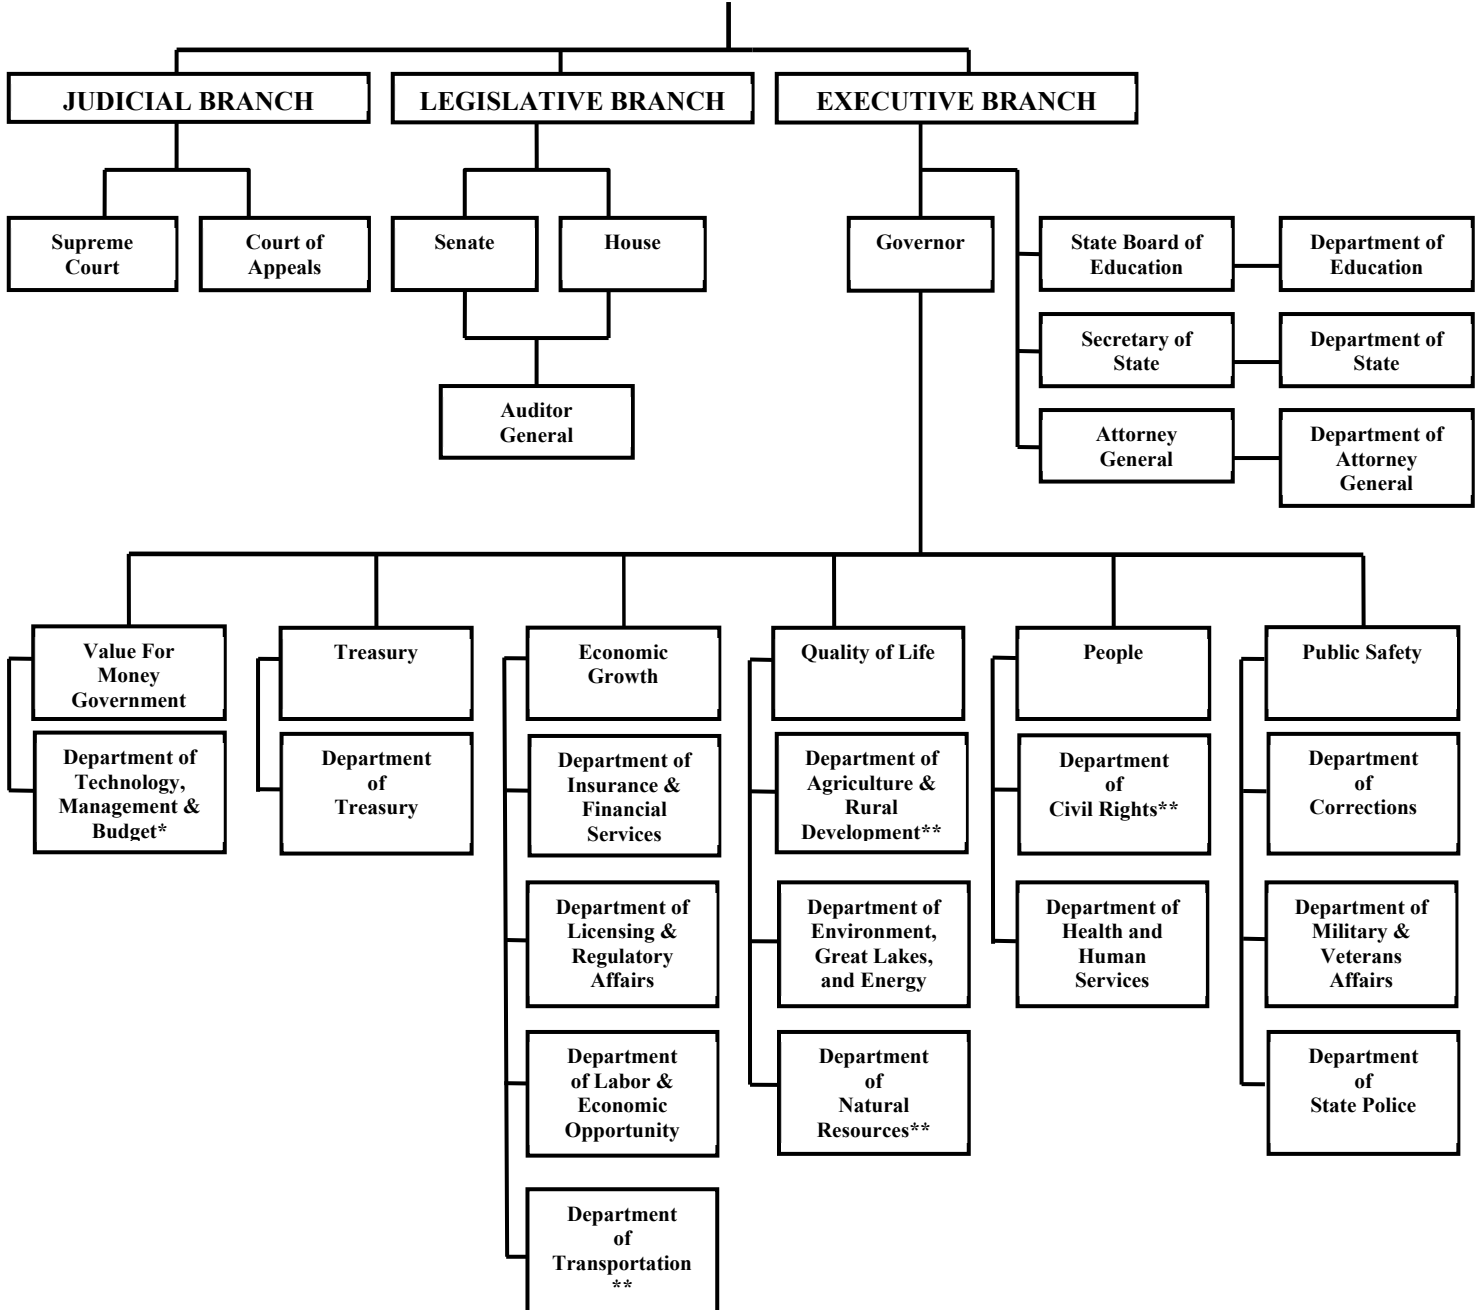 JUDICIAL BRANCH
LEGISLATIVE BRANCH
EXECUTIVE BRANCH
Supreme
Court
Court of
Appeals
Senate
House
Governor
State Board of
Education
Department of
Education
Secretary of
State
Department of
State
Auditor
General
Attorney
General
Department of
Attorney
General
Value For
Money
Government
Treasury
Economic
Growth
Quality of Life
People
Public Safety
Department of
Technology,
Management &
Budget*
Department
of
Treasury
Department of
Insurance &
Financial
Services
Department of
Agriculture &
Rural
Development**
Department
of
Civil Rights**
Department
of
Corrections
Department of
Licensing &
Regulatory
Affairs
Department of
Environment,
Great Lakes,
and Energy
Department of
Health and
Human
Services
Department of
Military &
Veterans
Affairs
Department
of Labor &
Economic
Opportunity
Department
of
Natural
Resources**
Department
of
State Police
Department
of
Transportation
**